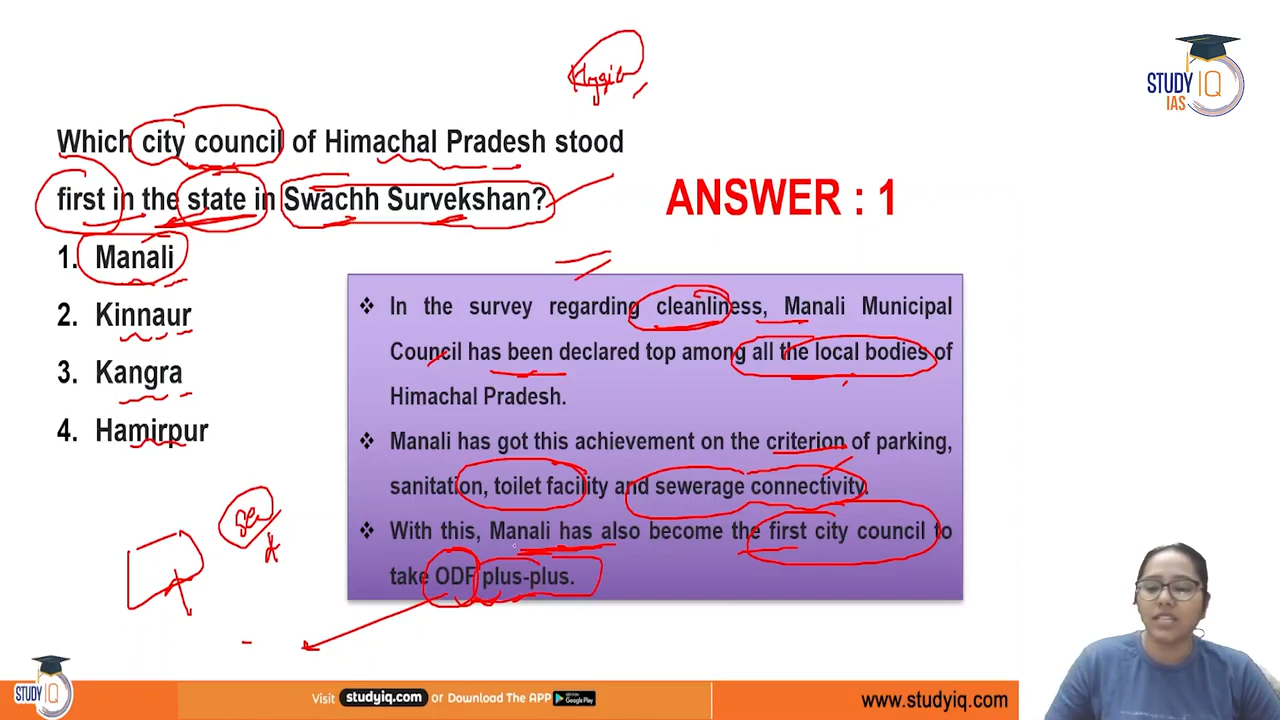 STUDY IQ
IAS
Which city council of Himachal Pradesh stood
first in the state in Swachh Survekshan?
1. Manali
2. Kinnaur
3. Kangra
4. Hamirpur
ANSWER : 1
❖ In the survey regarding cleanliness, Manali Municipal
Council has been declared top among all the local bodies of
Himachal Pradesh.
❖ Manali has got this achievement on the criterion of parking,
sanitation, toilet facility and sewerage connectivity.
❖ With this, Manali has also become the first city council to
take ODF plus-plus.
STUDY IQ
Visit studyiq.com or Download The APP Google Play
www.studyiq.com